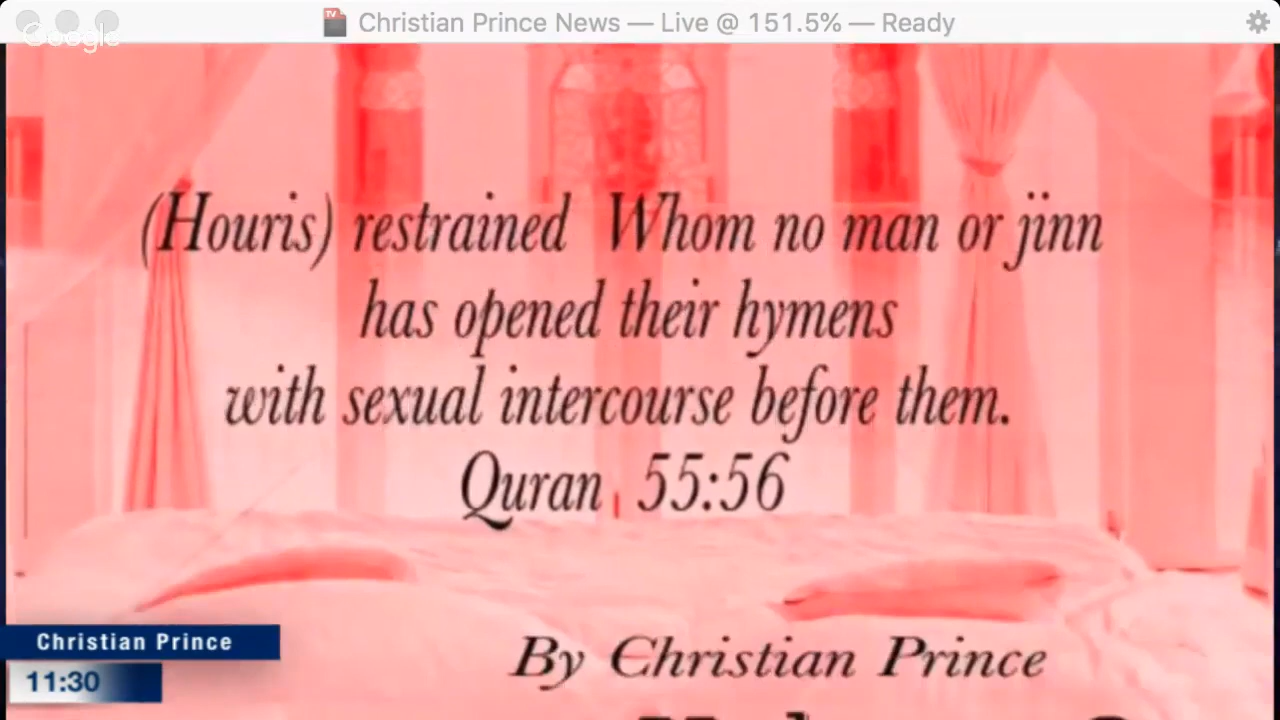 TV
Christian Prince News — Live @ 151.5% — Ready
Google
(Houris) restrained Whom no man or jinn
has opened their hymens
with sexual intercourse before them.
Quran 55:56
Christian Prince
11:30
By Christian Prince